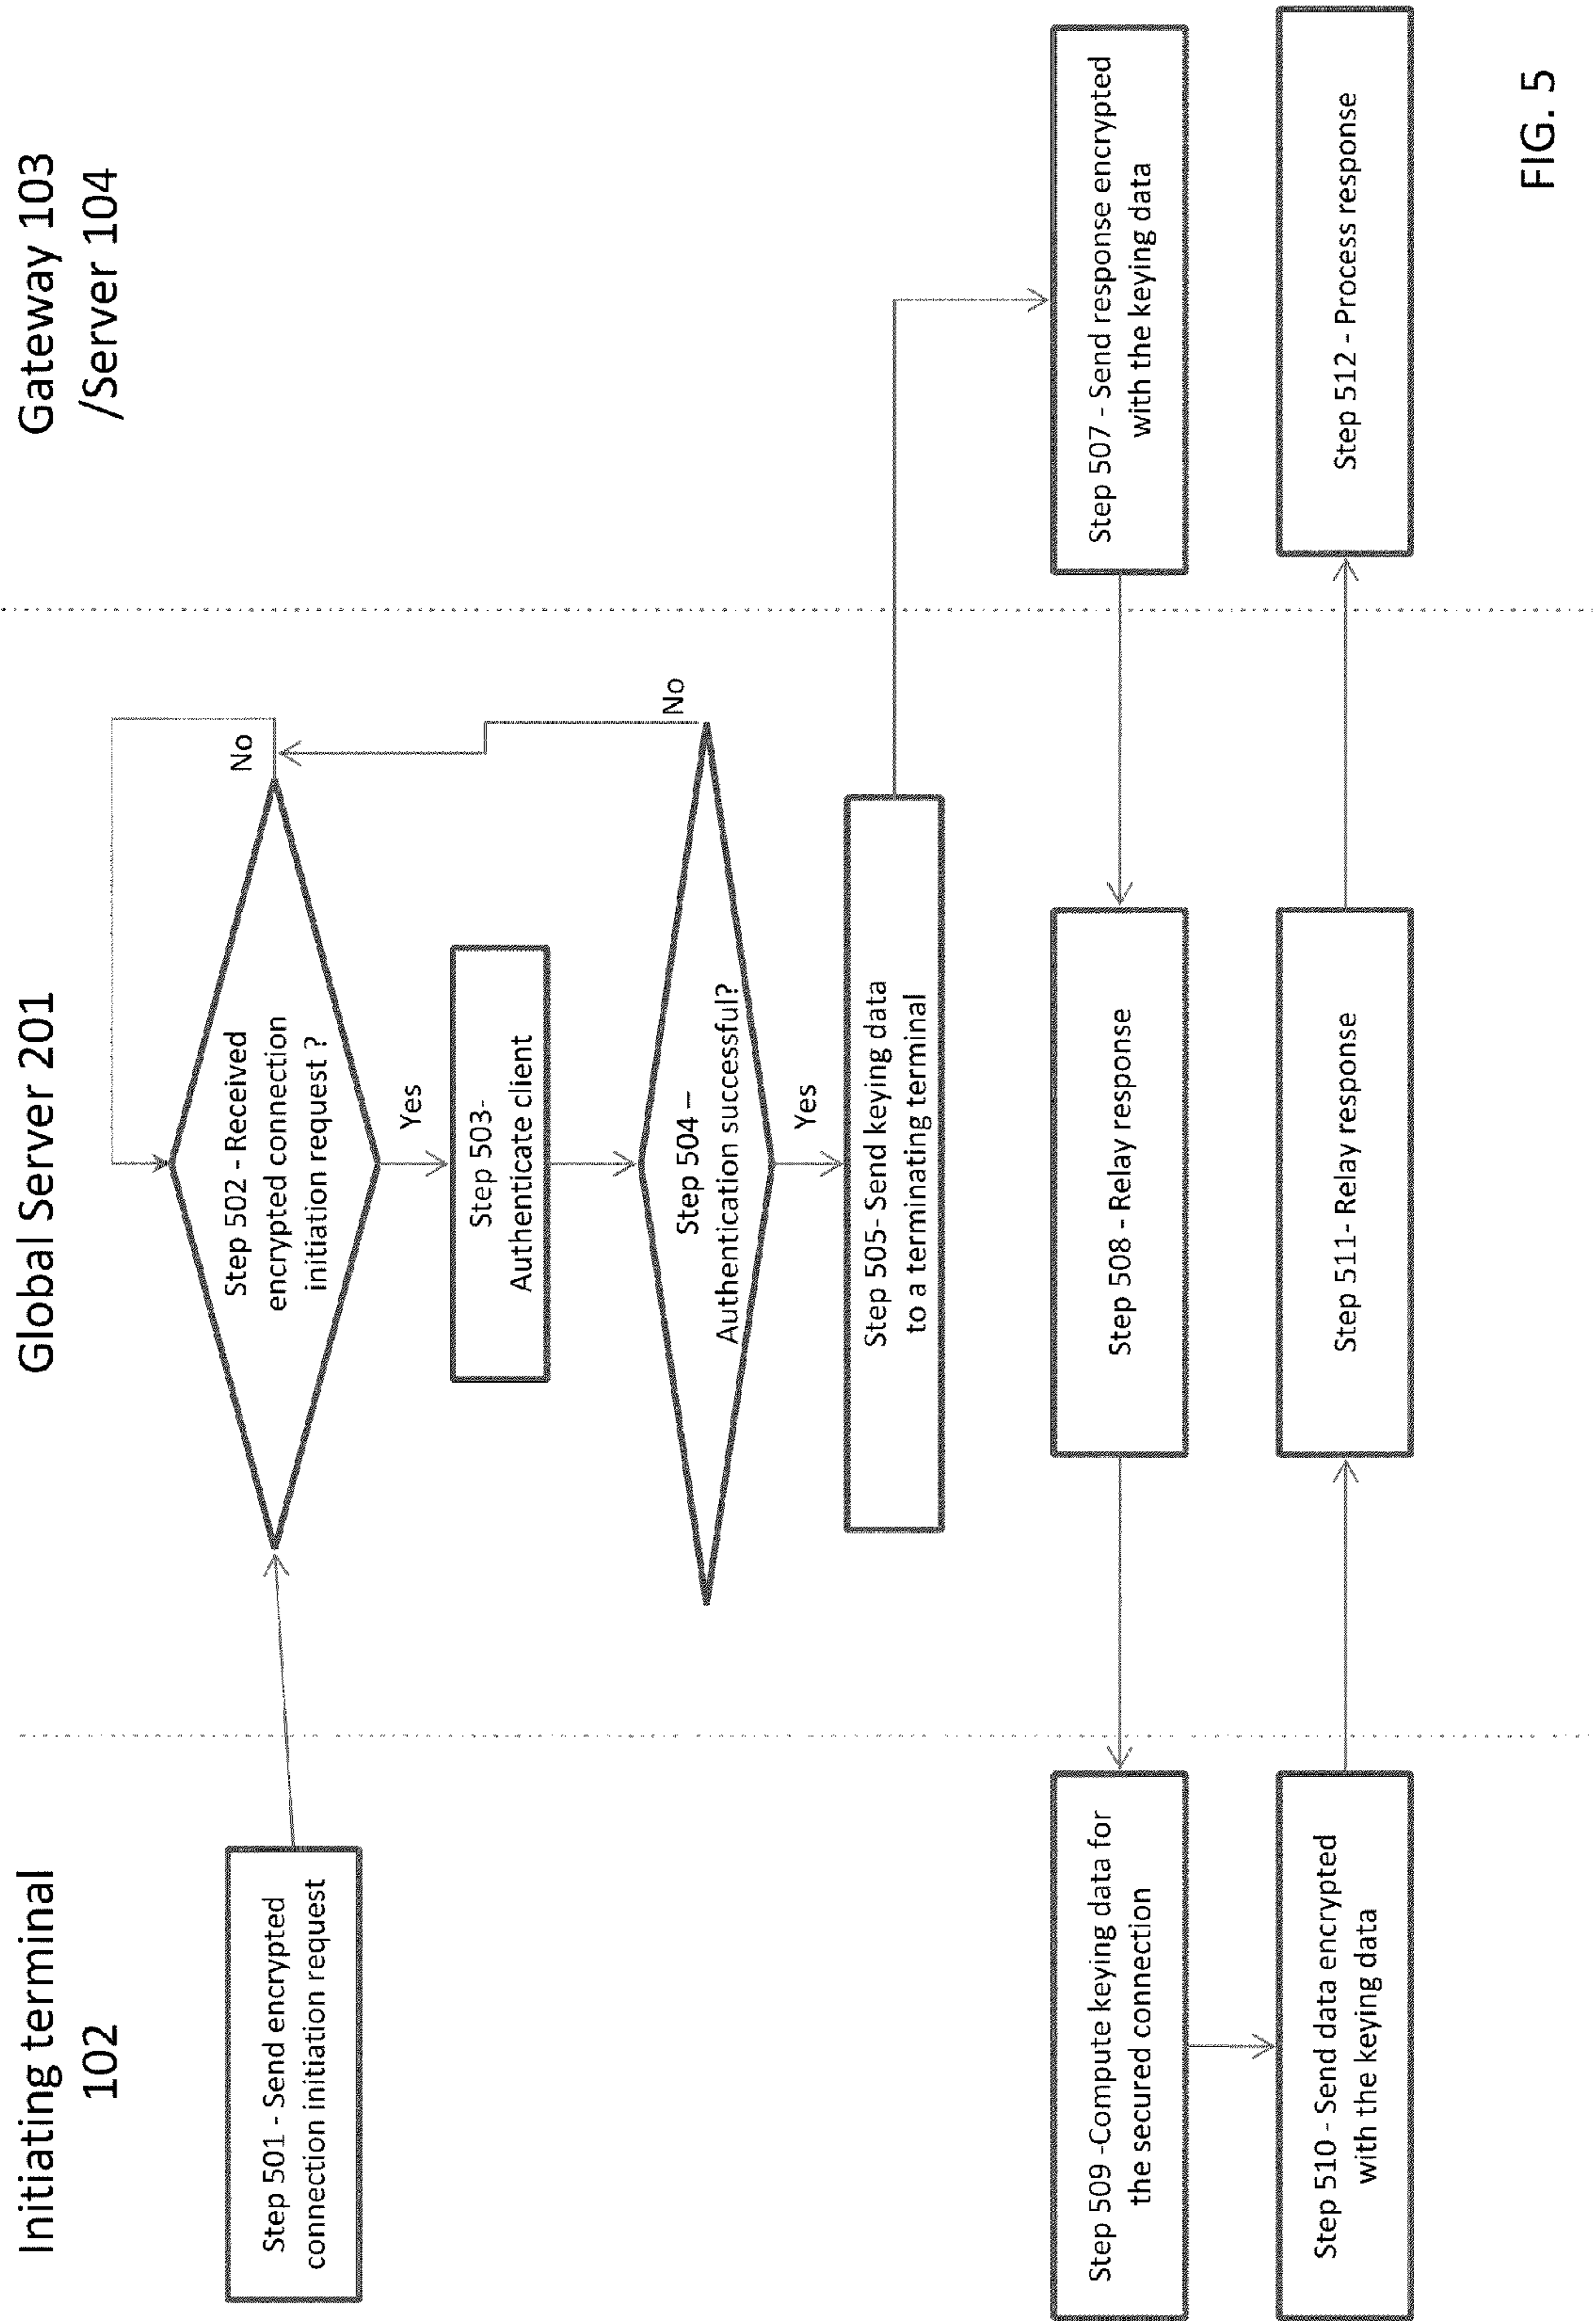 Initiating terminal
102
Global Server 201
Gateway 103
/Server 104
Step 501 - Send encrypted
connection initiation request
Step 502 - Received
encrypted connection
initiation request ?
No
Yes
Step 503-
Authenticate client
Step 504 –
Authentication successful?
No
Yes
Step 505- Send keying data
to a terminating terminal
Step 507 - Send response encrypted
with the keying data
Step 508 - Relay response
Step 509 -Compute keying data for
the secured connection
Step 510 - Send data encrypted
with the keying data
Step 511- Relay response
Step 512 - Process response
FIG. 5